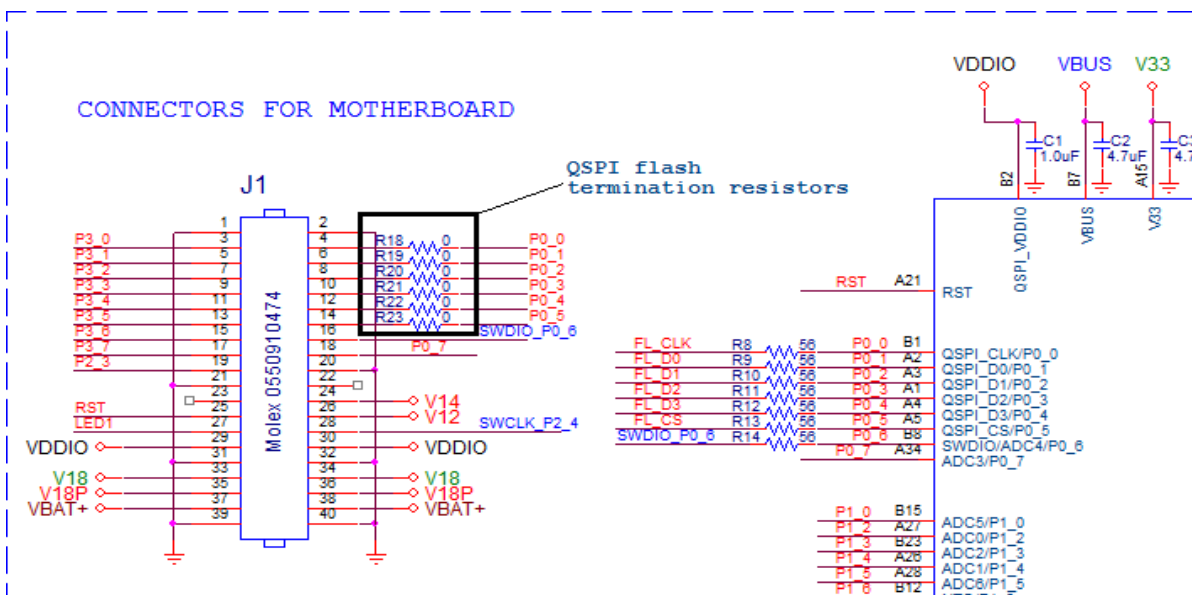 VDDIO VBUS V33
CONNECTORS FOR MOTHERBOARD
C1 1.0uF
C2 4.7uF
B2 B7 A15
QSPI flash
termination resistors
J1
QSPI_VDDIO VBUS V33
1 2
P3_0 3 4 R18 0 P0_0
P3_1 5 6 R19 0 P0_1
P3_2 7 8 R20 0 P0_2
P3_3 9 10 R21 0 P0_3
P3_4 11 12 R22 0 P0_4
P3_5 13 14 R23 0 P0_5
P3_6 15 16 SWDIO_P0_6
P3_7 17 18 P0_7
P2_3 19 20
21 22
23 24
RST 25 26 V14
LED1 27 28 V12
SWCLK_P2_4
VDDIO 29 30 VDDIO
31 32
V18 33 34 V18
V18P 35 36 V18P
VBAT+ 37 38 VBAT+
39 40
Molex 0550910474
RST A21 RST
FL_CLK R8 56 P0_0 B1 QSPI_CLK/P0_0
FL_D0 R9 56 P0_1 A2 QSPI_D0/P0_1
FL_D1 R10 56 P0_2 A3 QSPI_D1/P0_2
FL_D2 R11 56 P0_3 A1 QSPI_D2/P0_3
FL_D3 R12 56 P0_4 A4 QSPI_D3/P0_4
FL_CS R13 56 P0_5 A5 QSPI_CS/P0_5
SWDIO_P0_6 R14 56 P0_6 B8 SWDIO/ADC4/P0_6
P0_7 A34 ADC3/P0_7
P1_0 B15 ADC5/P1_0
P1_2 A27 ADC0/P1_2
P1_3 B23 ADC2/P1_3
P1_4 A26 ADC1/P1_4
P1_5 A28 ADC6/P1_5
P1_6 B12